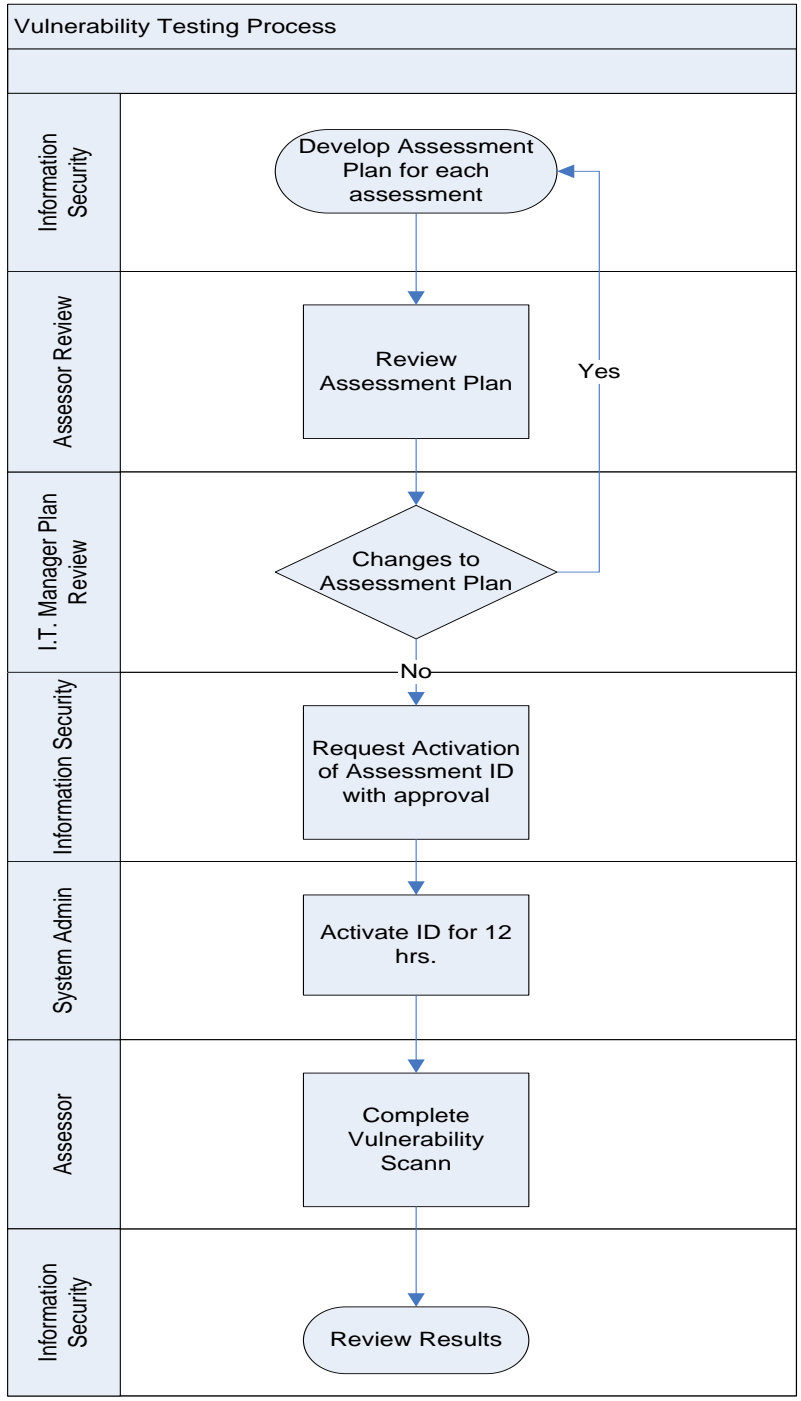 Vulnerability Testing Process
Information
Security
Develop Assessment
Plan for each
assessment
Assessor Review
Review
Assessment Plan
Yes
I.T. Manager Plan
Review
Changes to
Assessment Plan
No
Information Security
Request Activation
of Assessment ID
with approval
System Admin
Activate ID for 12
hrs.
Assessor
Complete
Vulnerability
Scann
Information
Security
Review Results